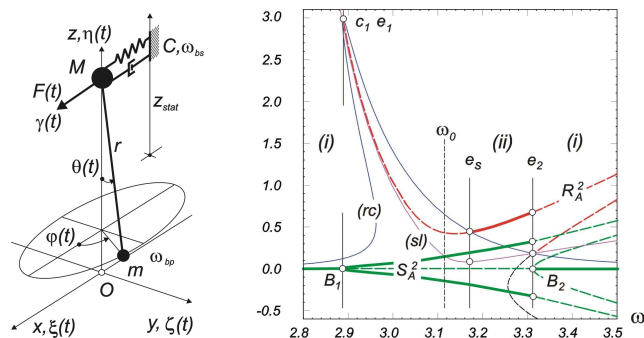 z,η(t)
M
C, ω_bs
F(t)
γ(t)
z_stat
r
θ(t)
φ(t)
ω_bp
m
O
x,ξ(t)
y,ζ(t)
3.0
2.5
2.0
1.5
1.0
0.5
0.0
-0.5
c_1 e_1
(i)
ω_0
(ii)
(i)
e_s
e_2
R_A^2
(rc)
(sl)
B_1
S_A^2
B_2
2.8 2.9 3.0 3.1 3.2 3.3 3.4 3.5 ω